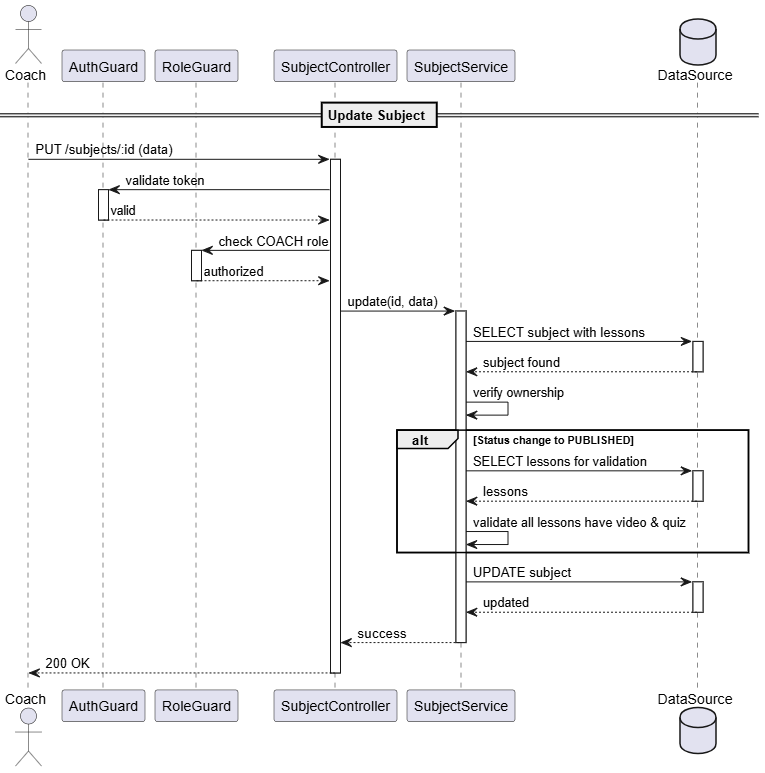 Coach
AuthGuard
RoleGuard
SubjectController
SubjectService
DataSource
Update Subject
PUT /subjects/:id (data)
validate token
valid
check COACH role
authorized
update(id, data)
SELECT subject with lessons
subject found
verify ownership
alt
[Status change to PUBLISHED]
SELECT lessons for validation
lessons
validate all lessons have video & quiz
UPDATE subject
updated
success
200 OK
Coach
AuthGuard
RoleGuard
SubjectController
SubjectService
DataSource